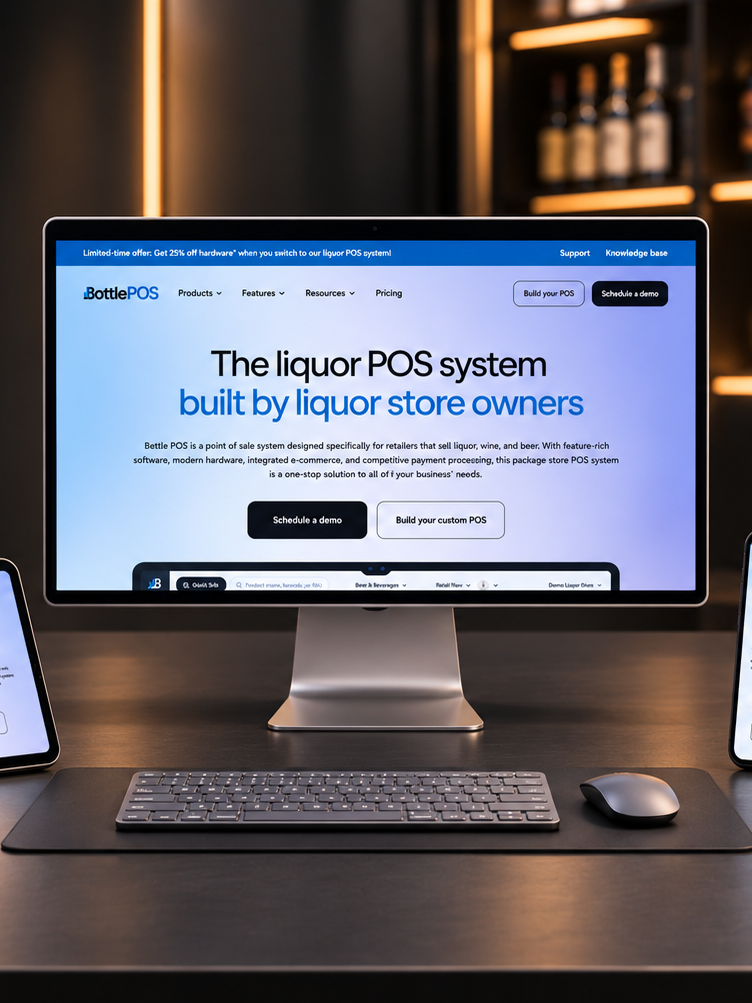 Limited-time offer: Get 25% off hardware* when you switch to our liquor POS system!
Support
Knowledge base
BottlePOS
Products
Features
Resources
Pricing
Build your POS
Schedule a demo
The liquor POS system
built by liquor store owners
Bottle POS is a point of sale system designed specifically for retailers that sell liquor, wine, and beer. With feature-rich
software, modern hardware, integrated e-commerce, and competitive payment processing, this package store POS system
is a one-stop solution to all of f your business' needs.
Schedule a demo
Build your custom POS
B
Beer & Beverages